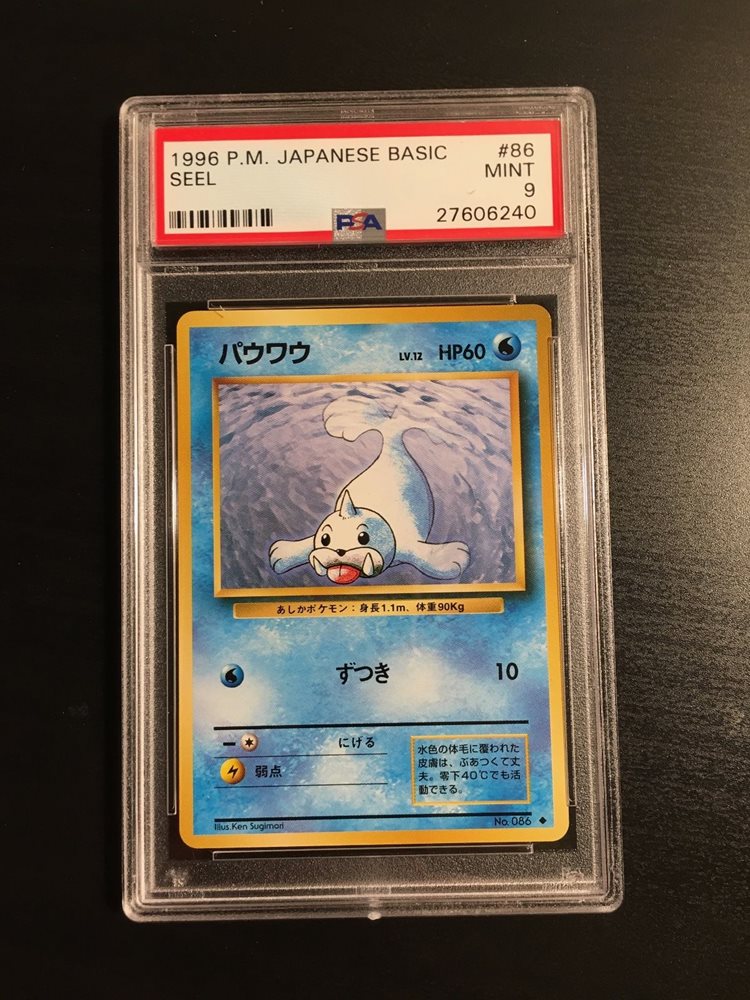 1996 P.M. JAPANESE BASIC #86
SEEL MINT
9
PSA 27606240
パウワウ LV.12 HP60
あしかポケモン：身長1.1m、体重90Kg
ずつき 10
ー にげる
弱点
水色の体毛に覆われた
皮膚は、ぶあつくて丈
夫。零下40℃でも活
動できる。
Illus. Ken Sugimori No. 086